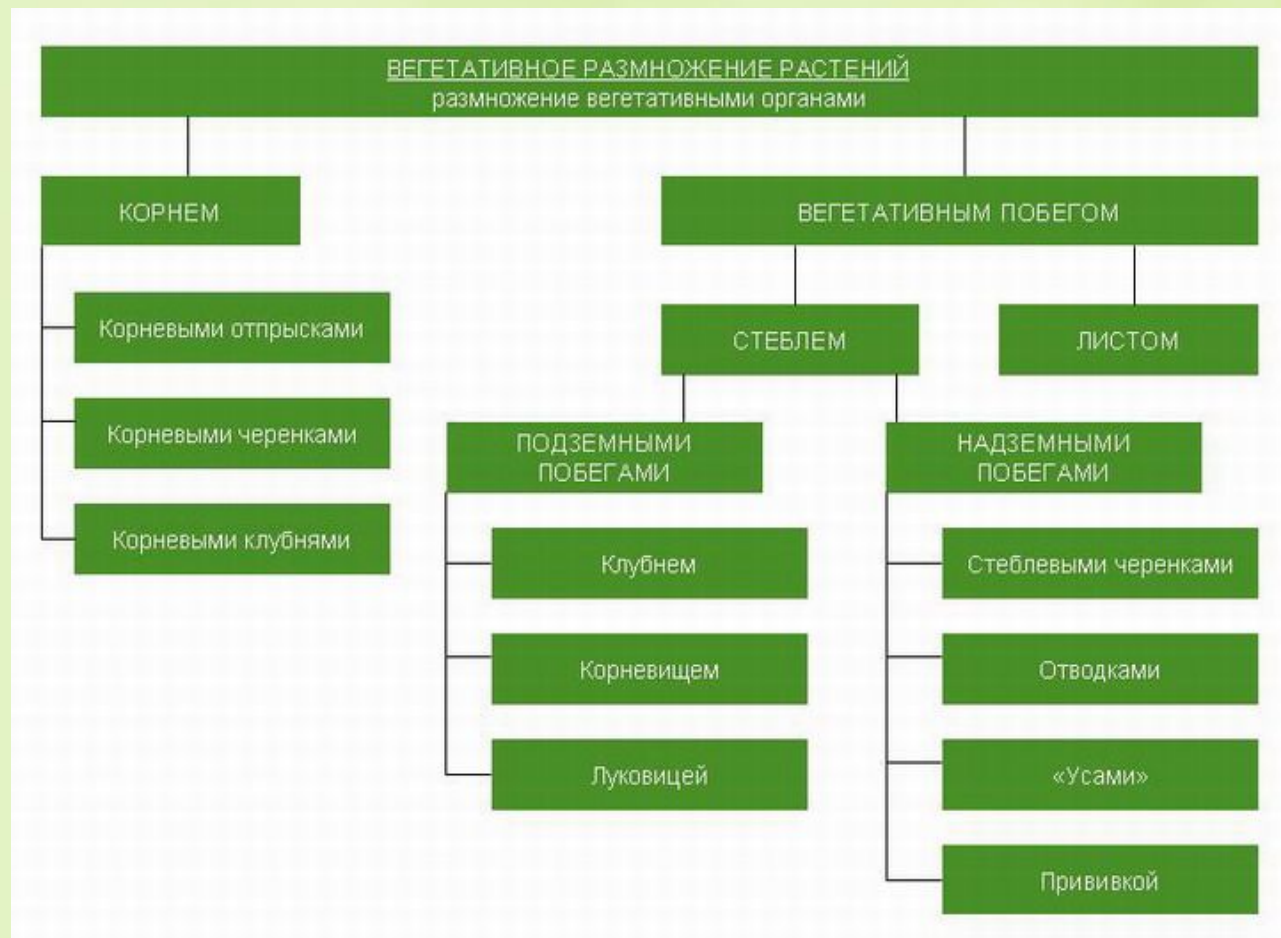 ВЕГЕТАТИВНОЕ РАЗМНОЖЕНИЕ РАСТЕНИЙ
размножение вегетативными органами
КОРНЕМ
Корневыми отпрысками
Корневыми черенками
Корневыми клубнями
ВЕГЕТАТИВНЫМ ПОБЕГОМ
СТЕБЛЕМ
ЛИСТОМ
ПОДЗЕМНЫМИ
ПОБЕГАМИ
Клубнем
Корневищем
Луковицей
НАДЗЕМНЫМИ
ПОБЕГАМИ
Стеблевыми черенками
Отводками
«Усами»
Прививкой